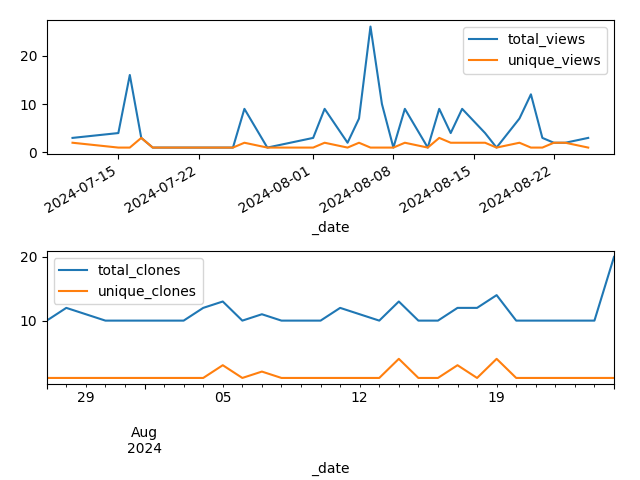 20
10
0
total_views
unique_views
2024-07-15
2024-07-22
2024-08-01
2024-08-08
2024-08-15
2024-08-22
_date
20
10
total_clones
unique_clones
29
05
12
19
Aug
2024
_date